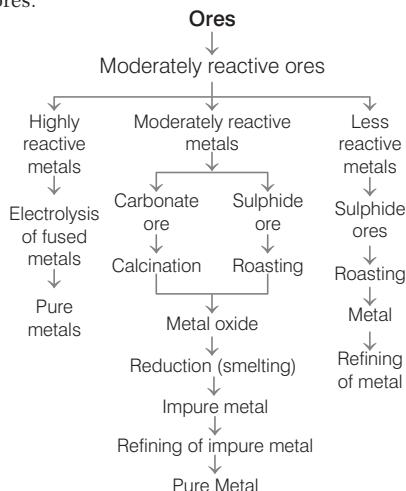 ores.
Ores
Moderately reactive ores
Highly
reactive
metals
Electrolysis
of fused
metals
Pure
metals
Moderately reactive
metals
Carbonate
ore
Calcination
Sulphide
ore
Roasting
Metal oxide
Reduction (smelting)
Impure metal
Refining of impure metal
Pure Metal
Less
reactive
metals
Sulphide
ores
Roasting
Metal
Refining
of metal